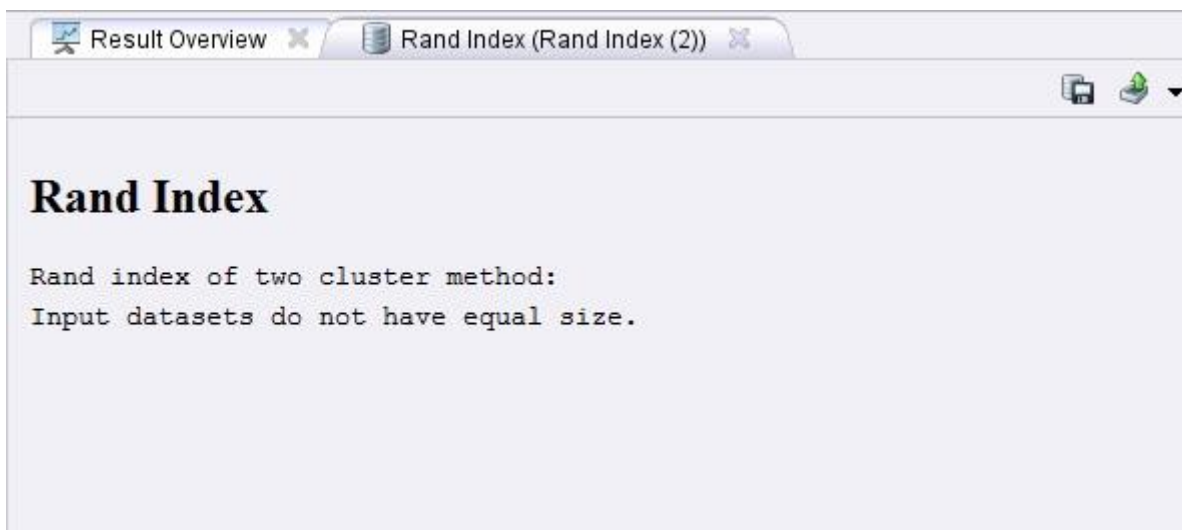 Result Overview
Rand Index (Rand Index (2))
Rand Index
Rand index of two cluster method:
Input datasets do not have equal size.